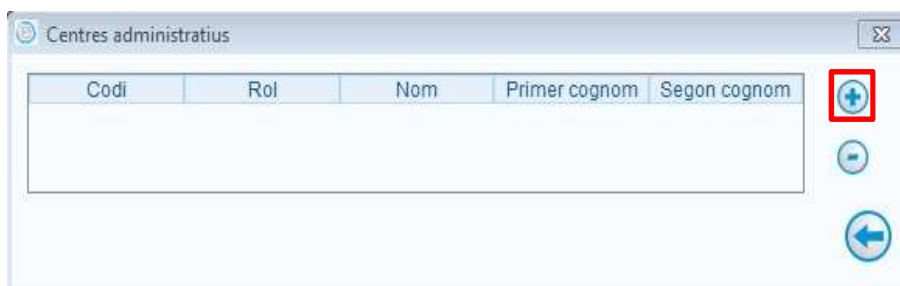 Centres administratius
Codi Rol Nom Primer cognom Segon cognom